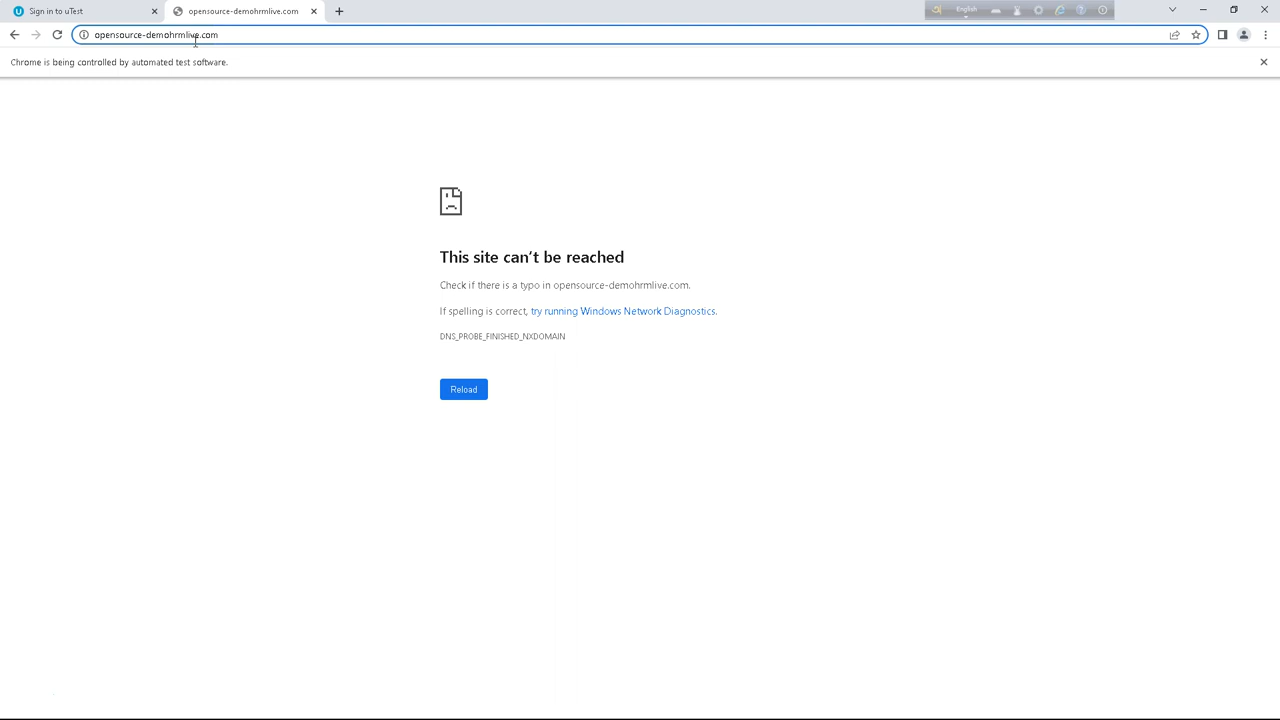 Sign in to uTest
opensource-demohrmlive.com
English
opensource-demohrmlive.com
Chrome is being controlled by automated test software.
This site can't be reached
Check if there is a typo in opensource-demohrmlive.com.
If spelling is correct, try running Windows Network Diagnostics.
DNS_PROBE_FINISHED_NXDOMAIN
Reload